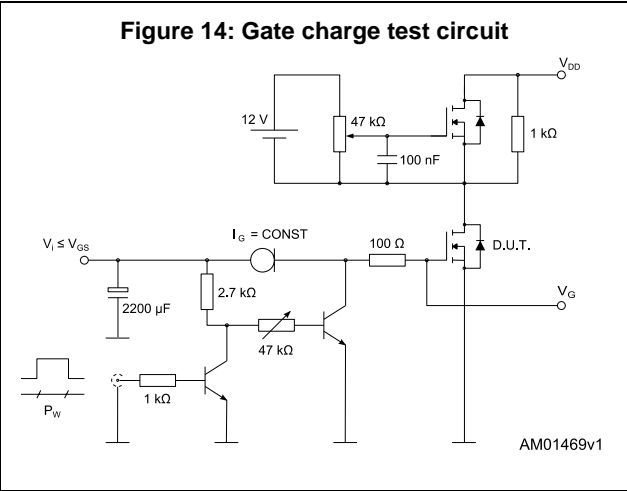 Figure 14: Gate charge test circuit
V_DD
12 V
47 kΩ
1 kΩ
100 nF
V_i ≤ V_GS
I_G = CONST
100 Ω
D.U.T.
2.7 kΩ
2200 µF
V_G
47 kΩ
1 kΩ
P_W
AM01469v1